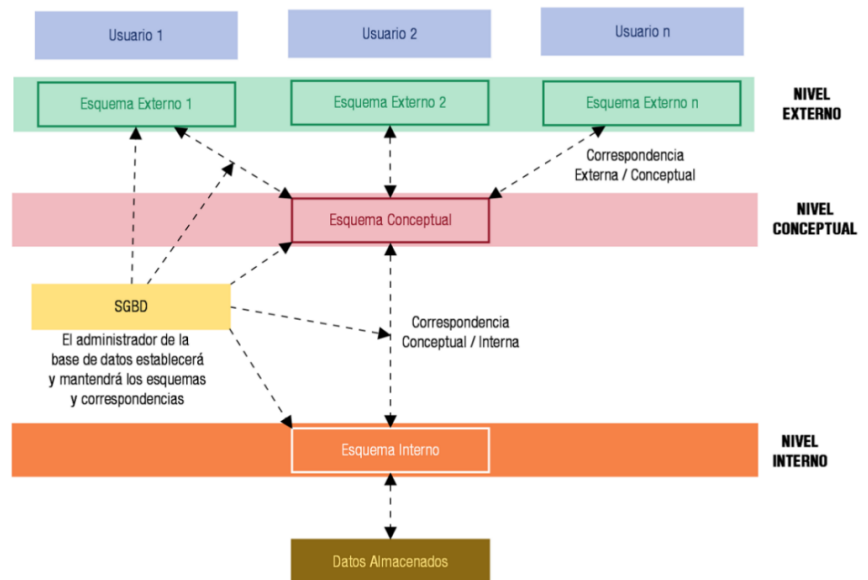 Usuario 1
Usuario 2
Usuario n
Esquema Externo 1
Esquema Externo 2
Esquema Externo n
NIVEL
EXTERNO
Correspondencia
Externa / Conceptual
Esquema Conceptual
NIVEL
CONCEPTUAL
SGBD
El administrador de la
base de datos establecerá
y mantendrá los esquemas
y correspondencias
Correspondencia
Conceptual / Interna
Esquema Interno
NIVEL
INTERNO
Datos Almacenados